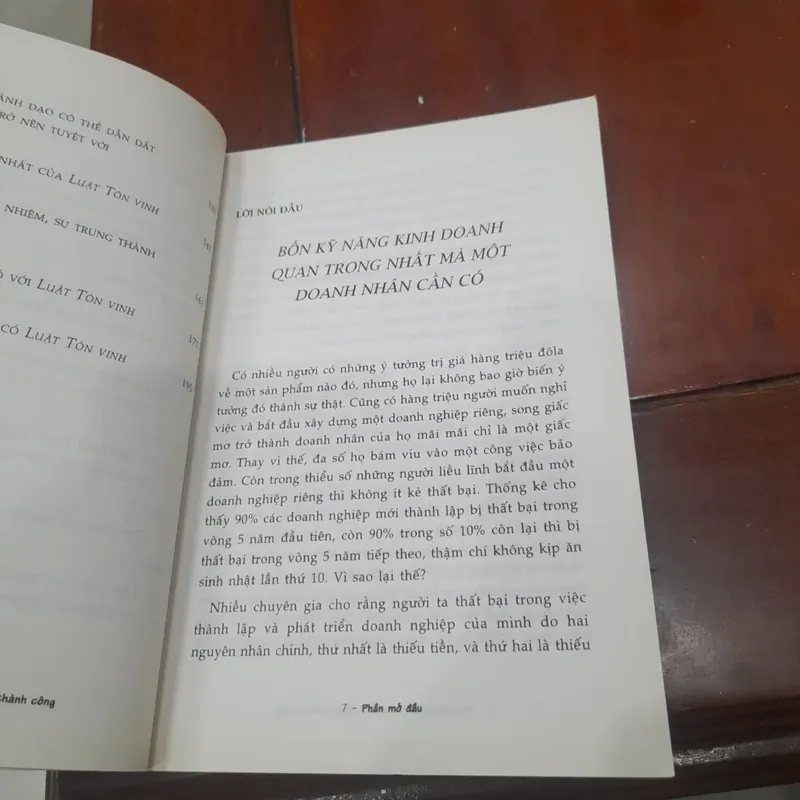 ÃNH ĐẠO CÓ THỂ DẪN DẮT
RỞ NÊN TUYỆT VỜI
NHẤT CỦA LUẬT TÔN VINH
NHIỆM, SỰ TRUNG THÀNH
181
VỚI LUẬT TÔN VINH
161
CÓ LUẬT TÔN VINH
175
195
thành công
LỜI NÓI ĐẦU
BỐN KỸ NĂNG KINH DOANH
QUAN TRỌNG NHẤT MÀ MỘT
DOANH NHÂN CẦN CÓ
Có nhiều người có những ý tưởng trị giá hàng triệu đôla
về một sản phẩm nào đó, nhưng họ lại không bao giờ biến ý
tưởng đó thành sự thật. Cũng có hàng triệu người muốn nghỉ
việc và bắt đầu xây dựng một doanh nghiệp riêng, song giấc
mơ trở thành doanh nhân của họ mãi mãi chỉ là một giấc
mơ. Thay vì thế, đa số họ bám víu vào một công việc bảo
đảm. Còn trong thiểu số những người liều lĩnh bắt đầu một
doanh nghiệp riêng thì không ít kẻ thất bại. Thống kê cho
thấy 90% các doanh nghiệp mới thành lập bị thất bại trong
vòng 5 năm đầu tiên, còn 90% trong số 10% còn lại thì bị
thất bại trong vòng 5 năm tiếp theo, thậm chí không kịp ăn
sinh nhật lần thứ 10. Vì sao lại thế?
Nhiều chuyên gia cho rằng người ta thất bại trong việc
thành lập và phát triển doanh nghiệp của mình do hai
nguyên nhân chính, thứ nhất là thiếu tiền, và thứ hai là thiếu
7 - Phần mở đầu